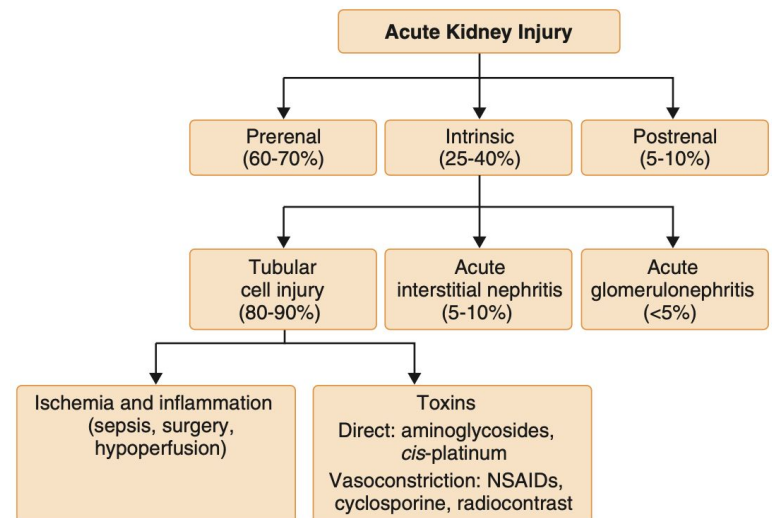 Acute Kidney Injury
Prerenal
(60-70%)
Intrinsic
(25-40%)
Postrenal
(5-10%)
Tubular
cell injury
(80-90%)
Acute
interstitial nephritis
(5-10%)
Acute
glomerulonephritis
(<5%)
Ischemia and inflammation
(sepsis, surgery,
hypoperfusion)
Toxins
Direct: aminoglycosides,
cis-platinum
Vasoconstriction: NSAIDs,
cyclosporine, radiocontrast